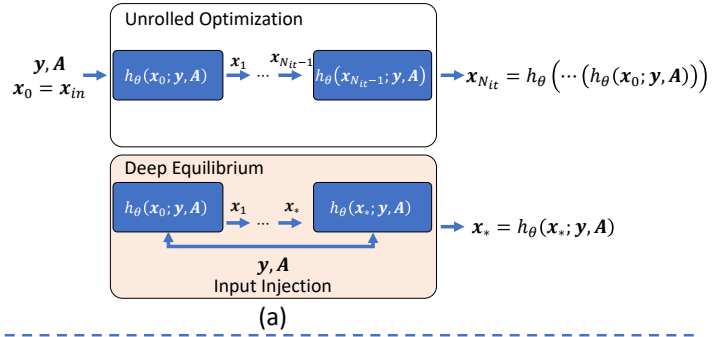 Unrolled Optimization
y, A
x_0 = x_in
h_θ(x_0; y, A)
x_1
...
x_{N_it−1}
h_θ(x_{N_it−1}; y, A)
x_{N_it} = h_θ(⋯(h_θ(x_0; y, A)))
Deep Equilibrium
h_θ(x_0; y, A)
x_1
...
x_*
h_θ(x_*; y, A)
x_* = h_θ(x_*; y, A)
y, A
Input Injection
(a)